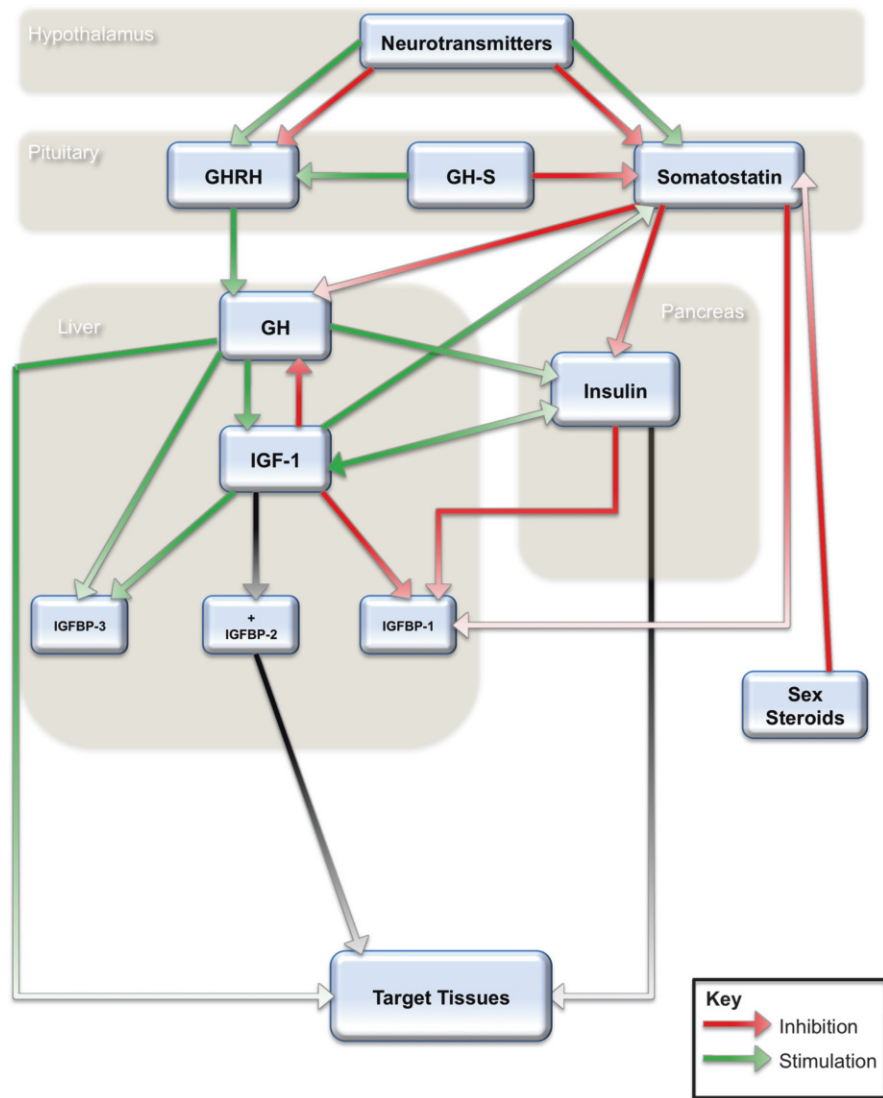 Hypothalamus
Neurotransmitters
Pituitary
GHRH
GH-S
Somatostatin
Liver
GH
Pancreas
Insulin
IGF-1
IGFBP-3
+
IGFBP-2
IGFBP-1
Sex
Steroids
Target Tissues
Key
Inhibition
Stimulation